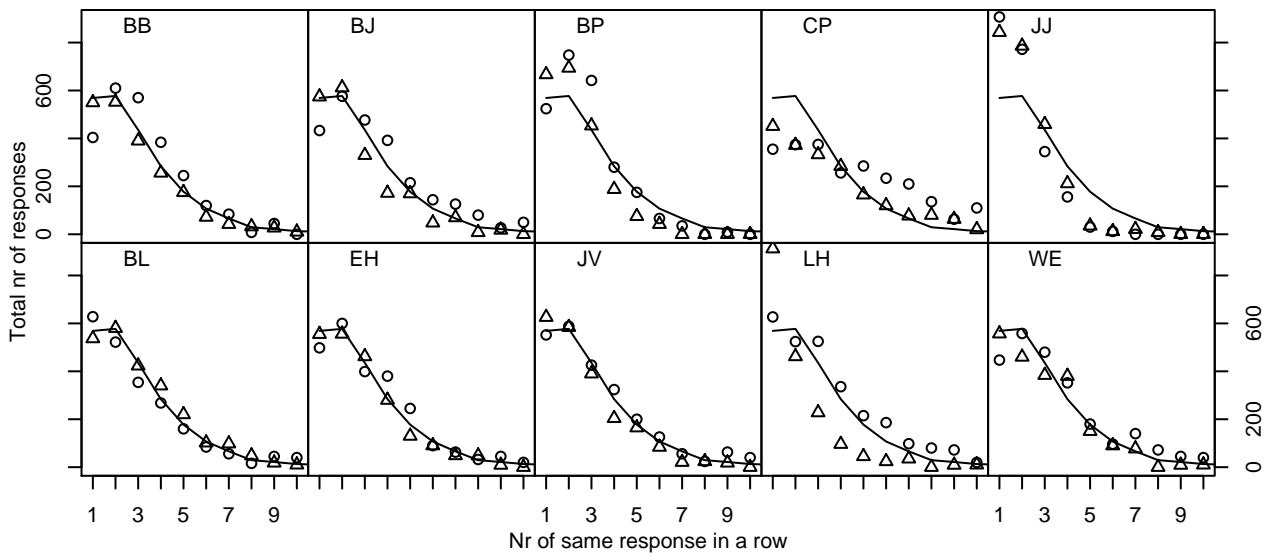 BB BJ BP CP JJ
600
200
0
Total nr of responses
BL EH JV LH WE
600
200
0
1 3 5 7 9 1 3 5 7 9 1 3 5 7 9
Nr of same response in a row